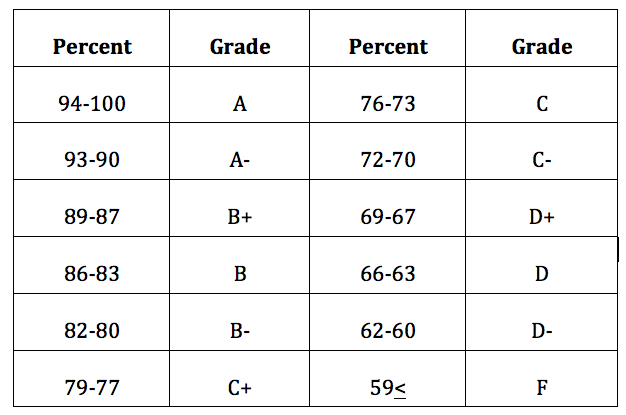 Percent Grade Percent Grade
94-100 A 76-73 C
93-90 A- 72-70 C-
89-87 B+ 69-67 D+
86-83 B 66-63 D
82-80 B- 62-60 D-
79-77 C+ 59≤ F